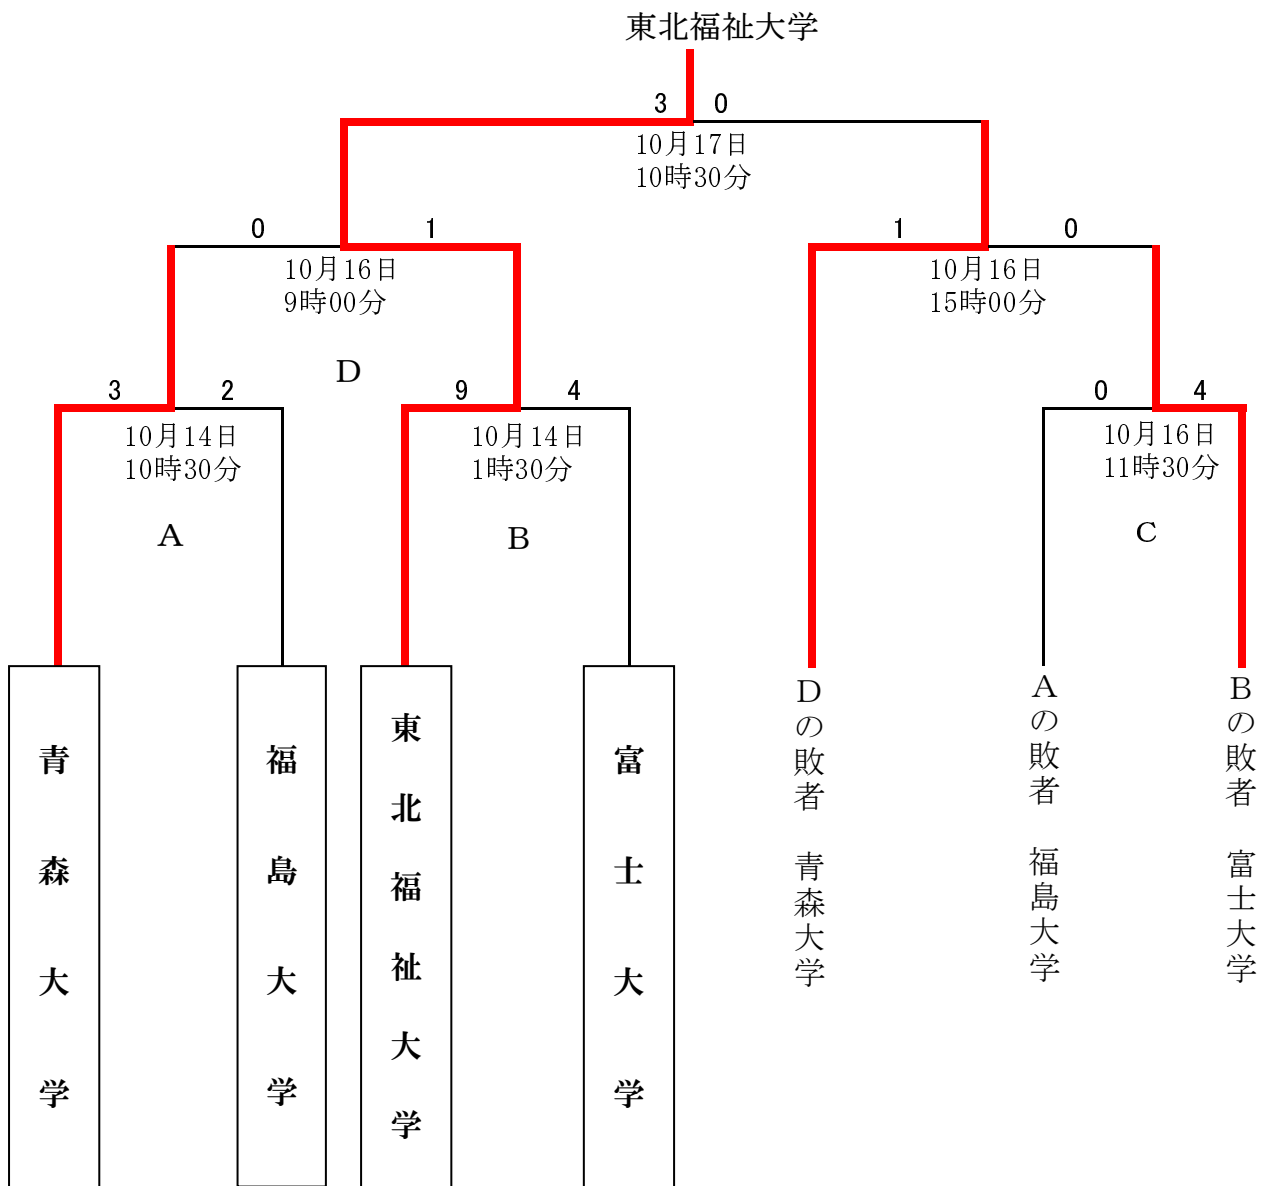 東北福祉大学
3 0
10月17日
10時30分
0 1
10月16日
9時00分
1 0
10月16日
15時00分
D
3 2
10月14日
10時30分
A
9 4
10月14日
1時30分
B
0 4
10月16日
11時30分
C
青森大学
福島大学
東北福祉大学
富士大学
Dの敗者 青森大学
Aの敗者 福島大学
Bの敗者 富士大学